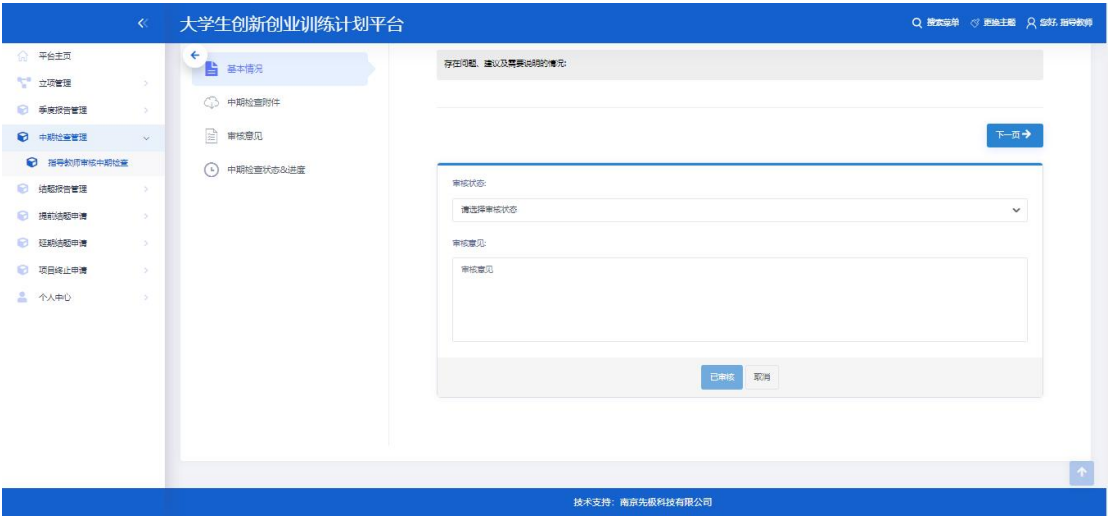 大学生创新创业训练计划平台
搜索菜单 更换主题 您好, 指导教师
平台主页
立项管理
季度报告管理
中期检查管理
指导教师审核中期检查
结题报告管理
提前结题申请
延期结题申请
项目终止申请
个人中心
基本情况
中期检查附件
审核意见
中期检查状态&进度
存在问题、建议及需要说明的情况:
下一页
审核状态:
请选择审核状态
审核意见:
审核意见
已审核 取消
技术支持：南京先极科技有限公司